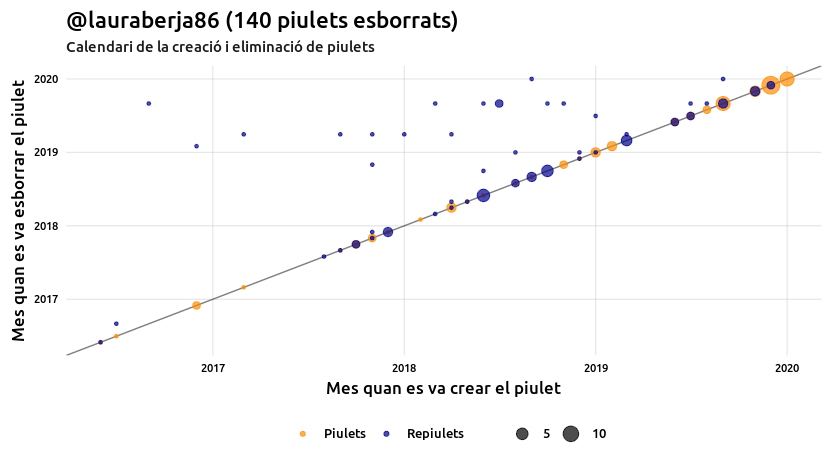 @lauraberja86 (140 piulets esborrats)
Calendari de la creació i eliminació de piulets
Mes quan es va esborrar el piulet
2020
2019
2018
2017
2017 2018 2019 2020
Mes quan es va crear el piulet
Piulets Repiulets 5 10